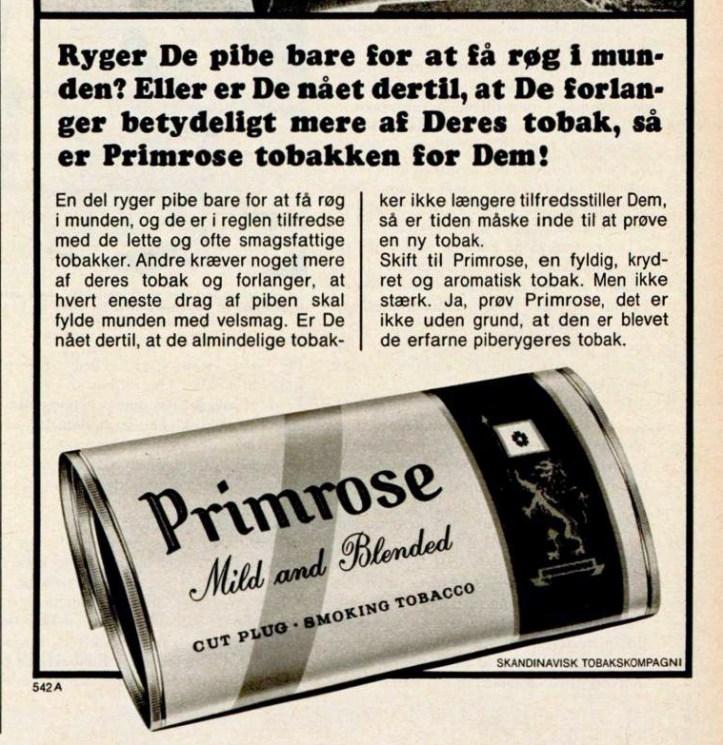 Ryger De pibe bare for at få røg i mun-
den? Eller er De nået dertil, at De forlan-
ger betydeligt mere af Deres tobak, så
er Primrose tobakken for Dem!
En del ryger pibe bare for at få røg
i munden, og de er i reglen tilfredse
med de lette og ofte smagsfattige
tobakker. Andre kræver noget mere
af deres tobak og forlanger, at
hvert eneste drag af piben skal
fylde munden med velsmag. Er De
nået dertil, at de almindelige tobak-
ker ikke længere tilfredsstiller Dem,
så er tiden måske inde til at prøve
en ny tobak.
Skift til Primrose, en fyldig, kryd-
ret og aromatisk tobak. Men ikke
stærk. Ja, prøv Primrose, det er
ikke uden grund, at den er blevet
de erfarne piberygeres tobak.
Primrose
Mild and Blended
CUT PLUG · SMOKING TOBACCO
SKANDINAVISK TOBAKSKOMPAGNI
542 A